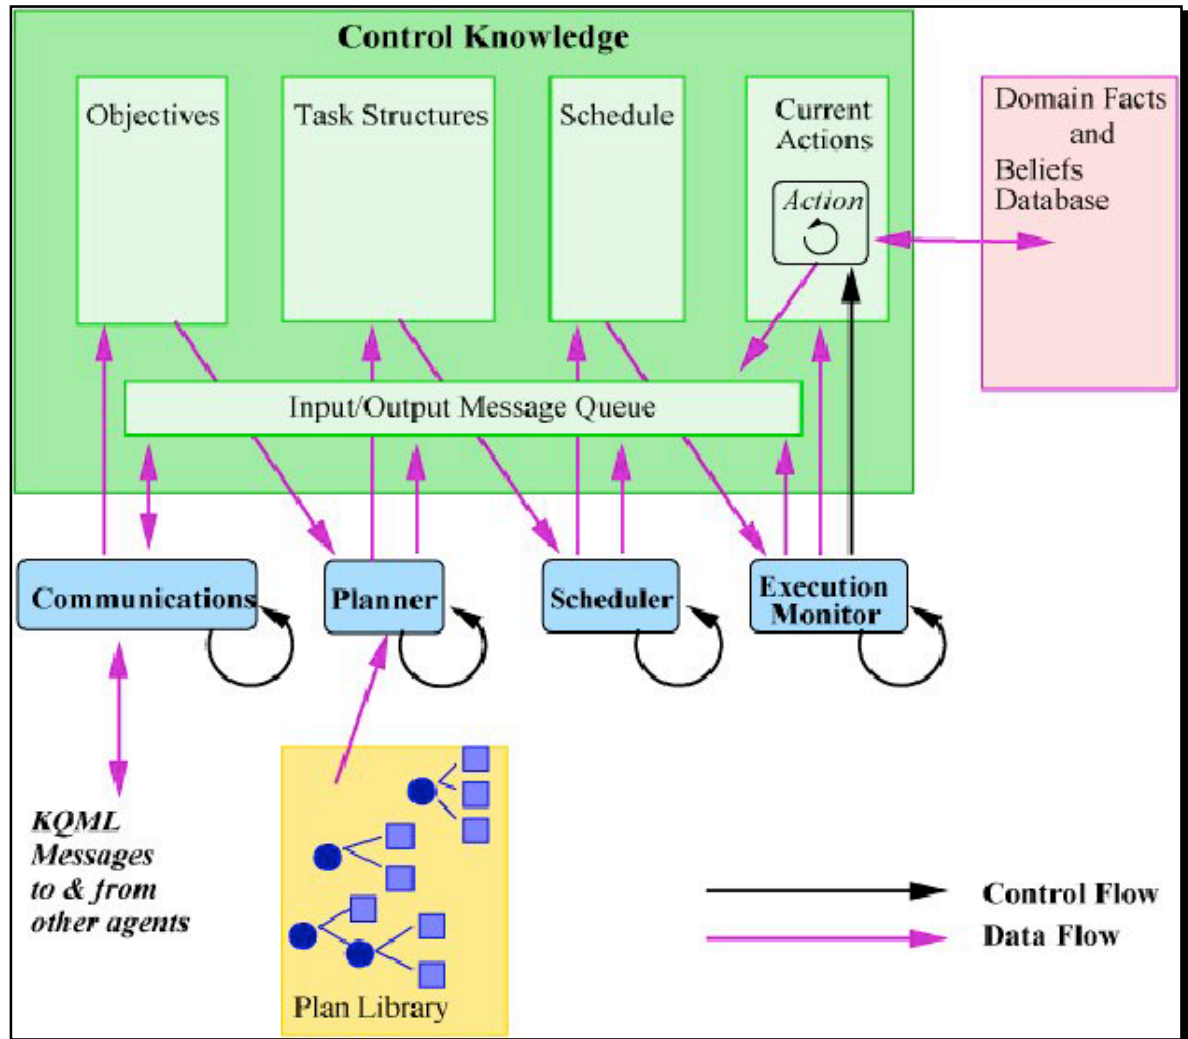 Control Knowledge
Objectives
Task Structures
Schedule
Current
Actions
Action
Domain Facts
and
Beliefs
Database
Input/Output Message Queue
Communications
Planner
Scheduler
Execution
Monitor
KQML
Messages
to & from
other agents
Plan Library
Control Flow
Data Flow